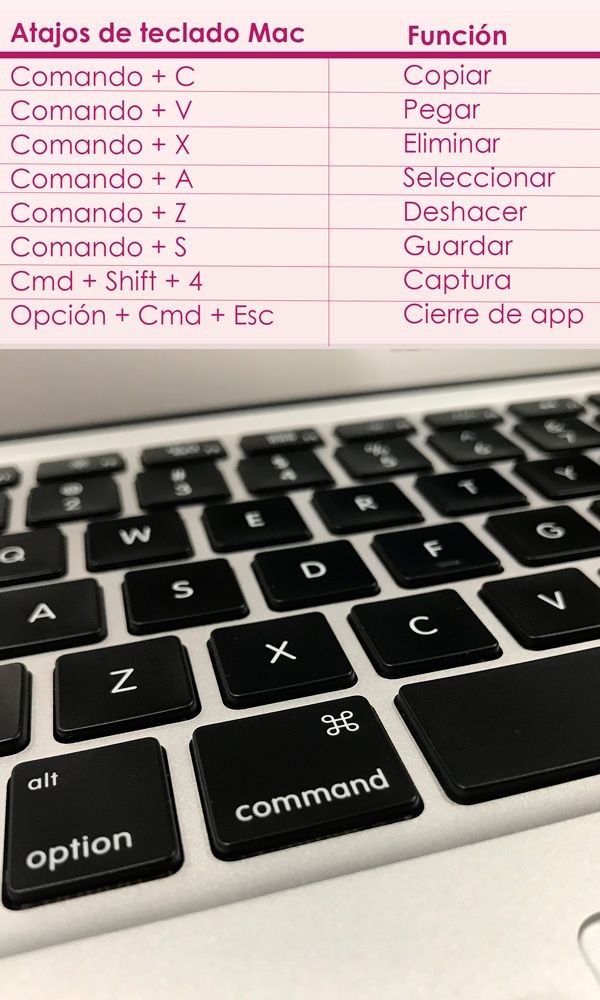 Atajos de teclado Mac Función
Comando + C Copiar
Comando + V Pegar
Comando + X Eliminar
Comando + A Seleccionar
Comando + Z Deshacer
Comando + S Guardar
Cmd + Shift + 4 Captura
Opción + Cmd + Esc Cierre de app
@ 2 # 3 $ 4 % 5 6 7
Q W E R T Y
A S D F G
Z X C V
alt ⌘
option command